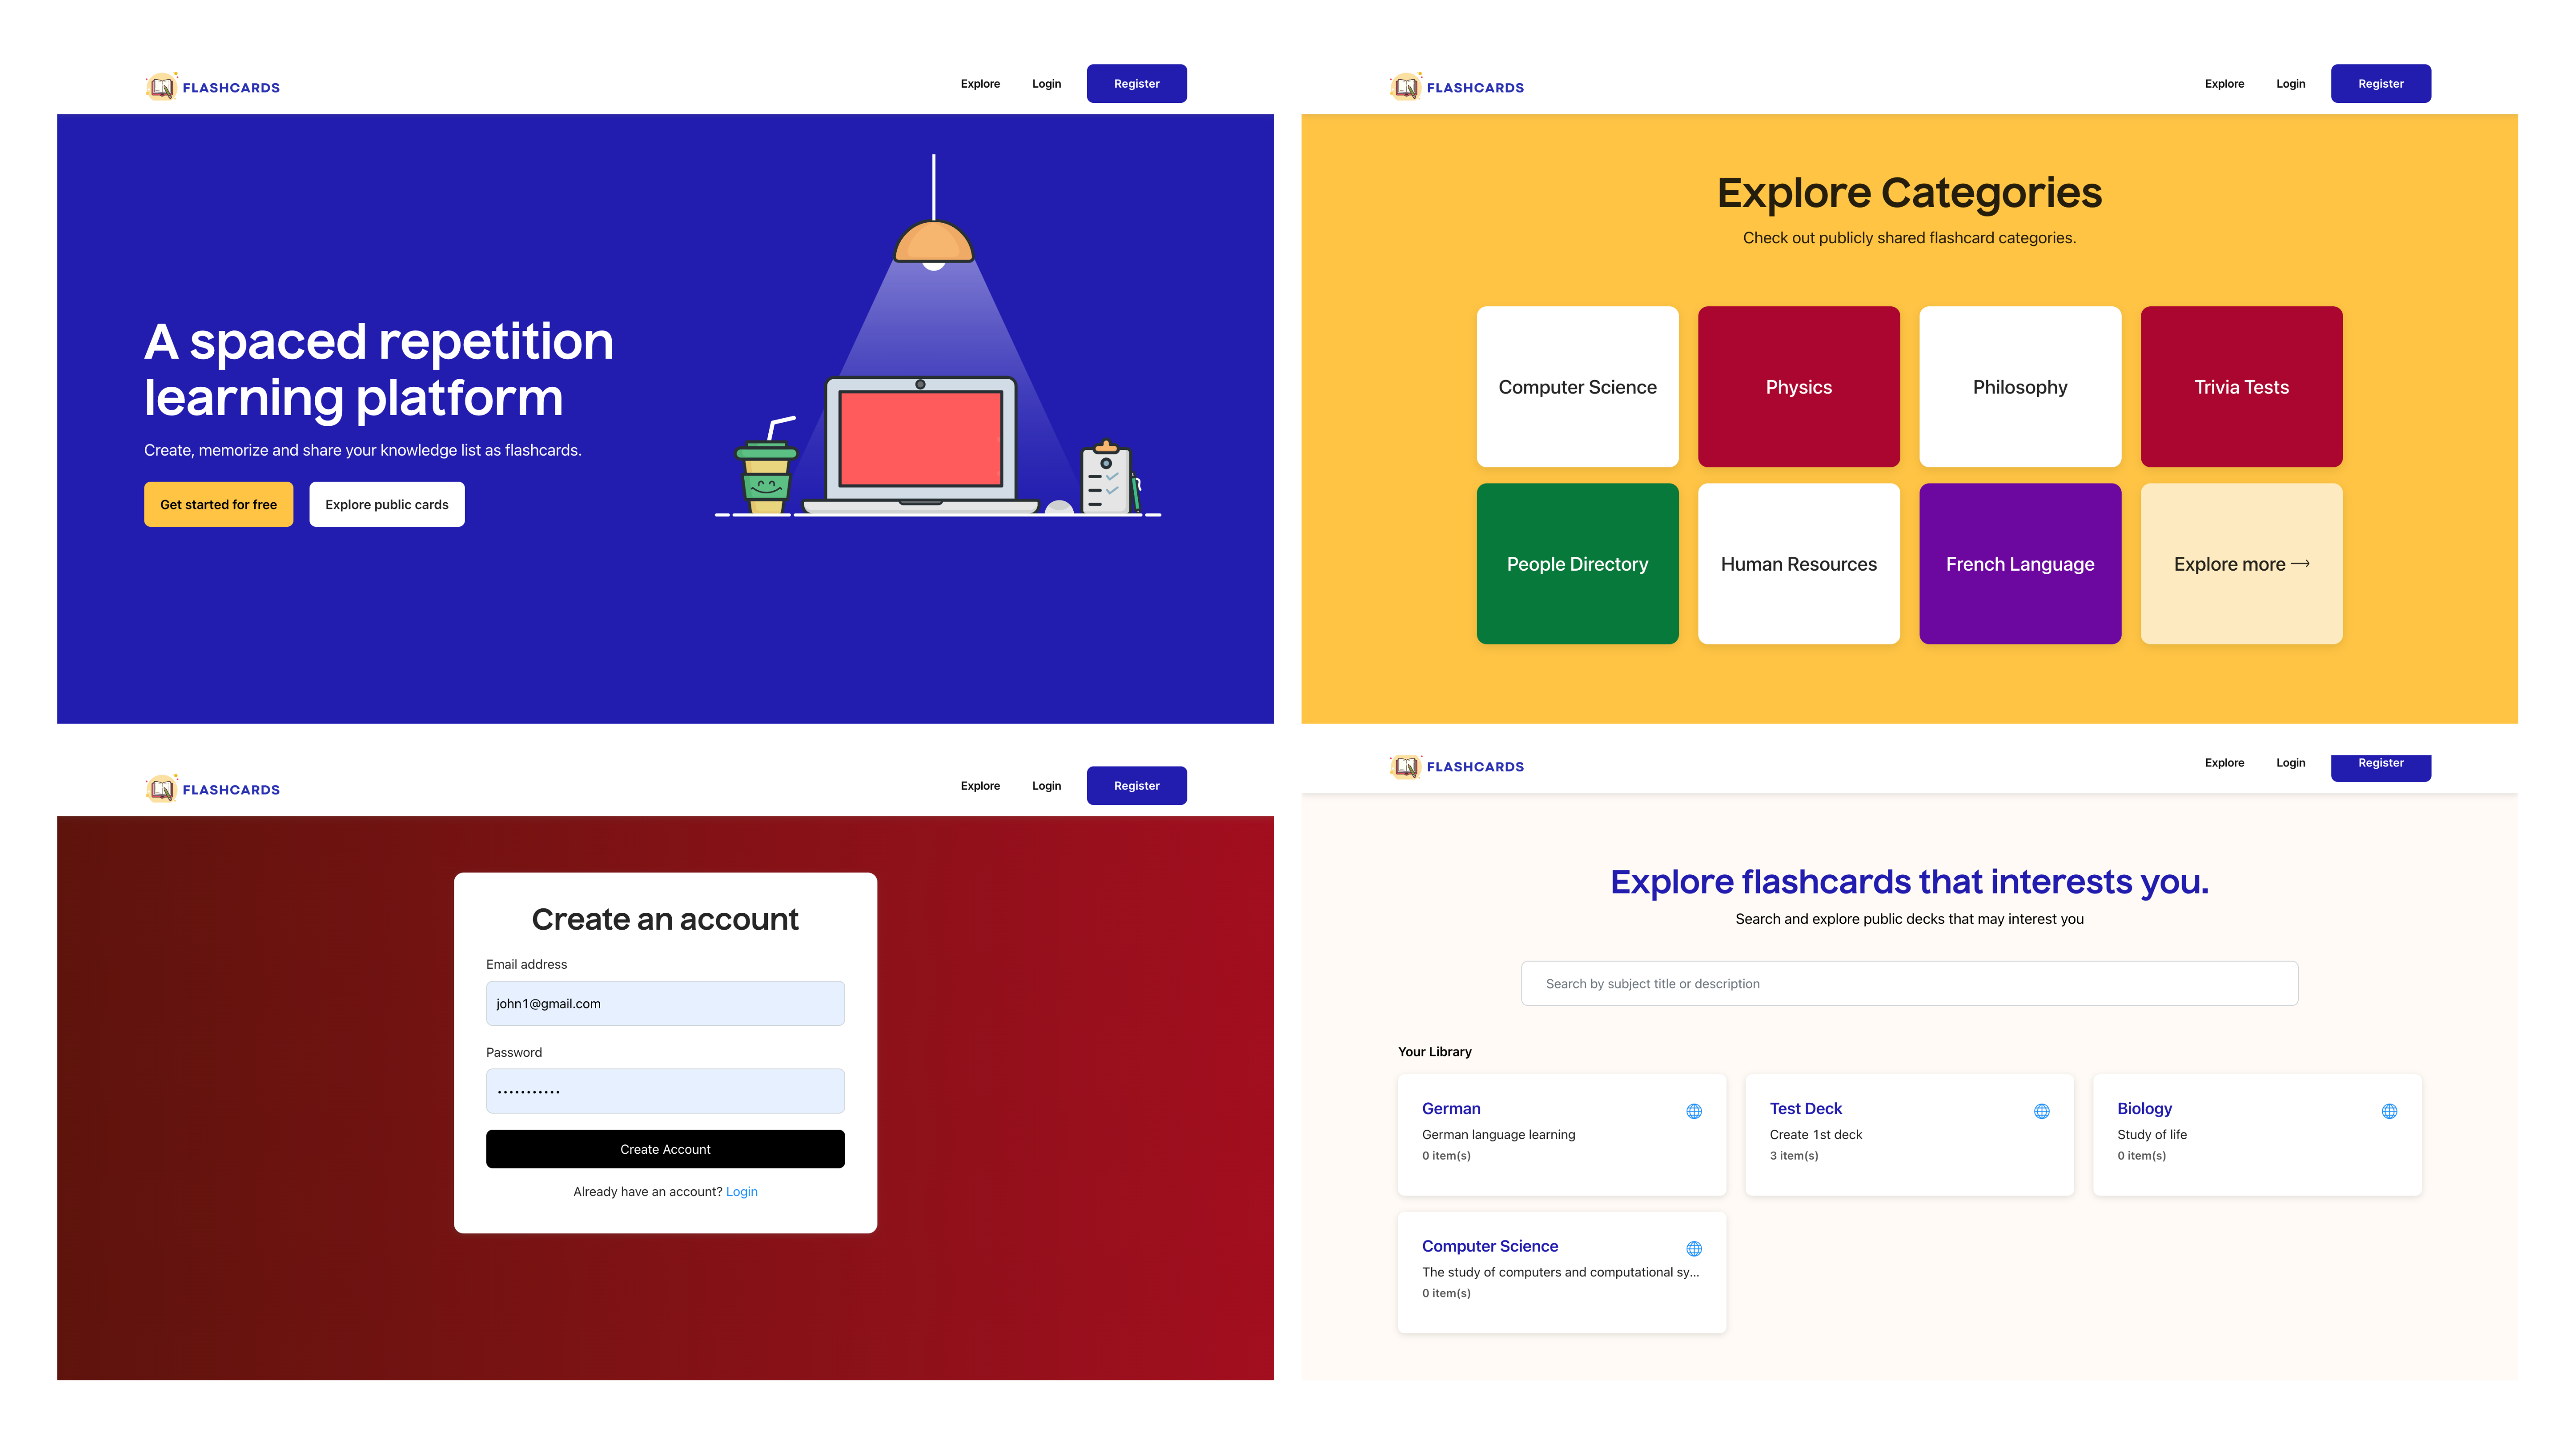 FLASHCARDS
Explore
Login
Register
A spaced repetition
learning platform
Create, memorize and share your knowledge list as flashcards.
Get started for free
Explore public cards
FLASHCARDS
Explore
Login
Register
Explore Categories
Check out publicly shared flashcard categories.
Computer Science
Physics
Philosophy
Trivia Tests
People Directory
Human Resources
French Language
Explore more →
FLASHCARDS
Explore
Login
Register
Create an account
Email address
john1@gmail.com
Password
•••••••••••
Create Account
Already have an account? Login
FLASHCARDS
Explore
Login
Register
Explore flashcards that interests you.
Search and explore public decks that may interest you
Search by subject title or description
Your Library
German
German language learning
0 item(s)
Test Deck
Create 1st deck
3 item(s)
Biology
Study of life
0 item(s)
Computer Science
The study of computers and computational sy...
0 item(s)